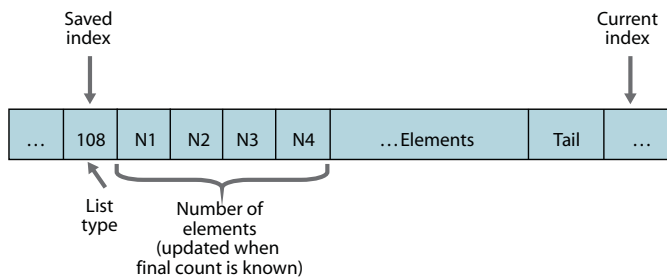 Saved
index
Current
index
… 108 N1 N2 N3 N4 …Elements Tail …
List
type
Number of
elements
(updated when
final count is known)